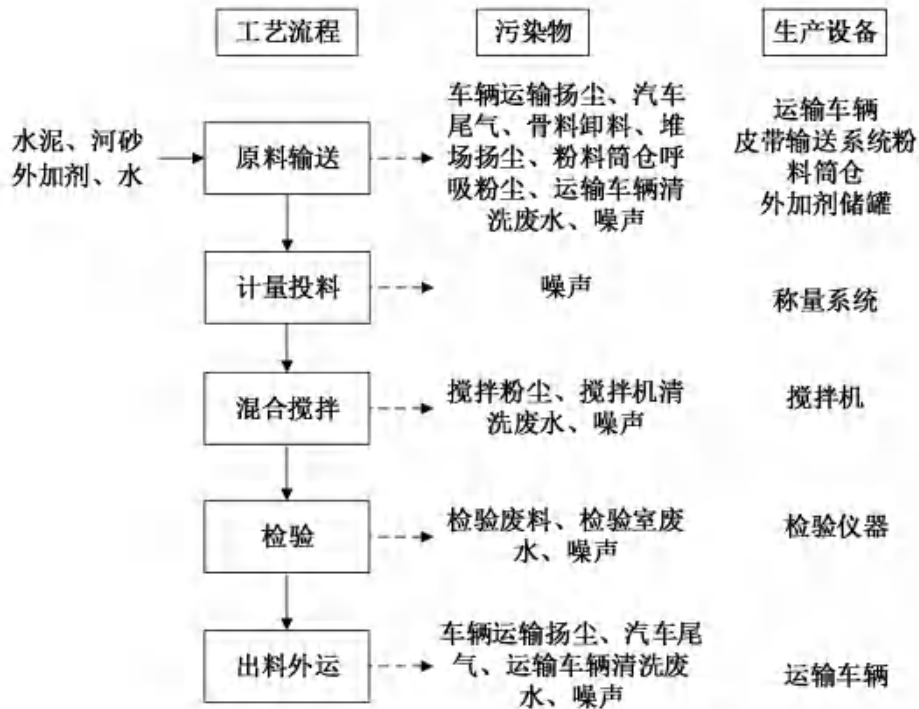 工艺流程
污染物
生产设备
水泥、河砂
外加剂、水
原料输送
车辆运输扬尘、汽车
尾气、骨料卸料、堆
场扬尘、粉料筒仓呼
吸粉尘、运输车辆清
洗废水、噪声
运输车辆
皮带输送系统粉
料筒仓
外加剂储罐
计量投料
噪声
称量系统
混合搅拌
搅拌粉尘、搅拌机清
洗废水、噪声
搅拌机
检验
检验废料、检验室废
水、噪声
检验仪器
出料外运
车辆运输扬尘、汽车尾
气、运输车辆清洗废
水、噪声
运输车辆